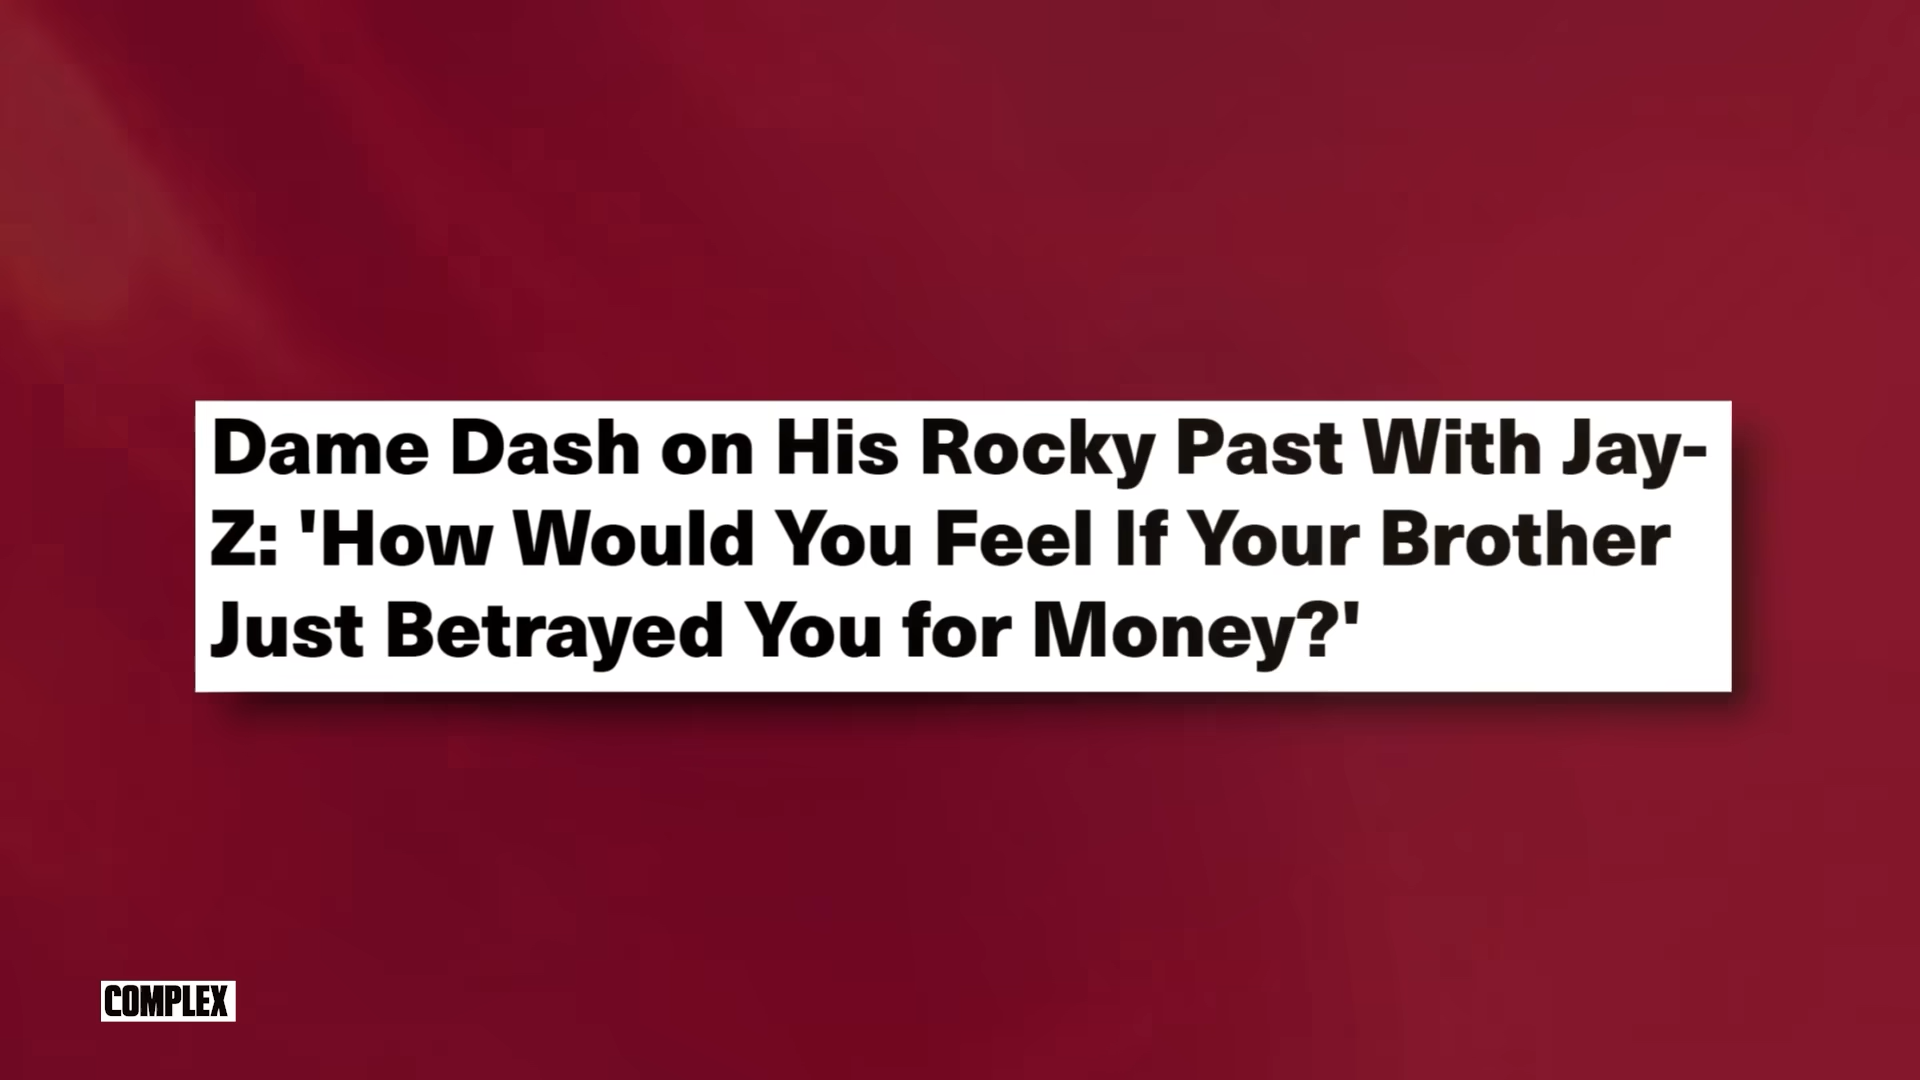 Dame Dash on His Rocky Past With Jay-
Z: 'How Would You Feel If Your Brother
Just Betrayed You for Money?'
COMPLEX